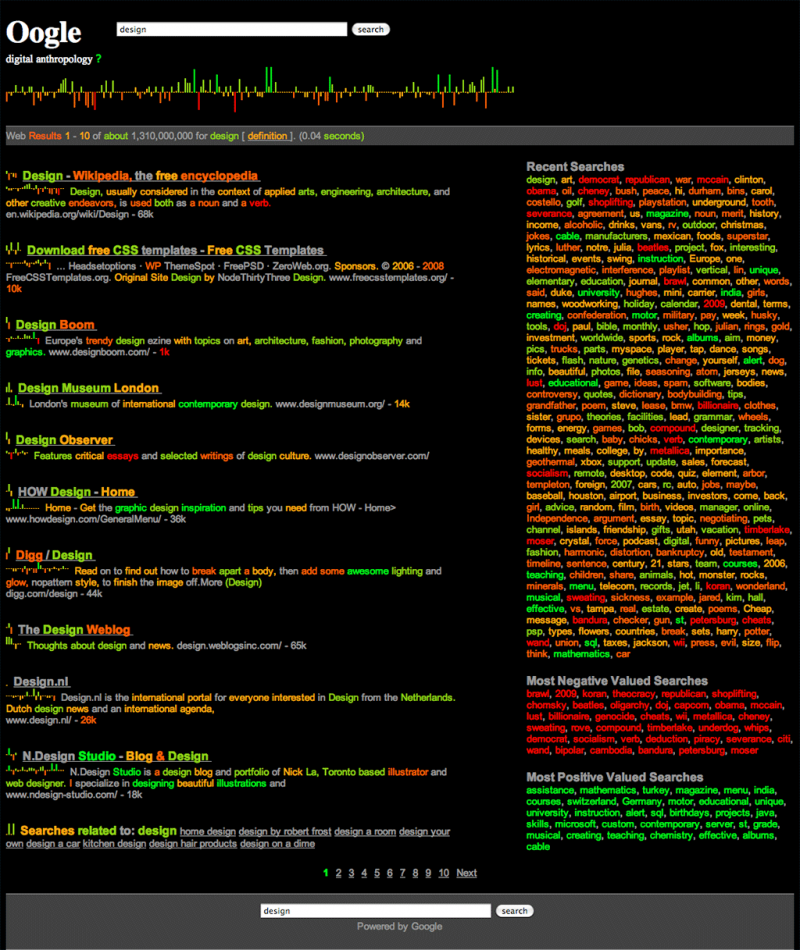 Oogle
design
search
digital anthropology ?
Web Results 1 - 10 of about 1,310,000,000 for design [ definition ]. (0.04 seconds)
Design - Wikipedia, the free encyclopedia
Design, usually considered in the context of applied arts, engineering, architecture, and
other creative endeavors, is used both as a noun and a verb.
en.wikipedia.org/wiki/Design - 68k
Download free CSS templates - Free CSS Templates
... Headsetoptions · WP ThemeSpot · FreePSD · ZeroWeb.org. Sponsors. © 2006 - 2008
FreeCSSTemplates.org. Original Site Design by NodeThirtyThree Design. www.freecsstemplates.org/ -
10k
Design Boom
Europe's trendy design ezine with topics on art, architecture, fashion, photography and
graphics. www.designboom.com/ - 1k
Design Museum London
London's museum of international contemporary design. www.designmuseum.org/ - 14k
Design Observer
Features critical essays and selected writings of design culture. www.designobserver.com/
HOW Design - Home
Home - Get the graphic design inspiration and tips you need from HOW - Home>
www.howdesign.com/GeneralMenu/ - 36k
Digg / Design
Read on to find out how to break apart a body, then add some awesome lighting and
glow, nopattern style, to finish the image off.More (Design)
digg.com/design - 44k
The Design Weblog
Thoughts about design and news. design.weblogsinc.com/ - 65k
Design.nl
Design.nl is the international portal for everyone interested in Design from the Netherlands.
Dutch design news and an international agenda,
www.design.nl/ - 26k
N.Design Studio - Blog & Design
N.Design Studio is a design blog and portfolio of Nick La, Toronto based illustrator and
web designer. I specialize in designing beautiful illustrations and
www.ndesign-studio.com/ - 18k
Searches related to: design home design design by robert frost design a room design your
own design a car kitchen design design hair products design on a dime
1 2 3 4 5 6 7 8 9 10 Next
Recent Searches
design, art, democrat, republican, war, mccain, clinton,
obama, oil, cheney, bush, peace, hi, durham, bins, carol,
costello, golf, shoplifting, playstation, underground, tooth,
severance, agreement, us, magazine, noun, merit, history,
income, alcoholic, drinks, vans, rv, outdoor, christmas,
jokes, cable, manufacturers, mexican, foods, superstar,
lyrics, luther, notre, julia, beatles, project, fox, interesting,
historical, events, swing, instruction, Europe, one,
electromagnetic, interference, playlist, vertical, lin, unique,
elementary, education, journal, brawl, common, other, words,
said, duke, university, hughes, mini, carrier, india, girls,
names, woodworking, holiday, calendar, 2009, dental, terms,
creating, confederation, motor, military, pay, week, husky,
tools, doj, paul, bible, monthly, usher, hop, julian, rings, gold,
investment, worldwide, sports, rock, albums, aim, money,
pics, trucks, parts, myspace, player, tap, dance, songs,
tickets, flash, nature, genetics, change, yourself, alert, dog,
info, beautiful, photos, file, seasoning, atom, jerseys, news,
lust, educational, game, ideas, spam, software, bodies,
controversy, quotes, dictionary, bodybuilding, tips,
grandfather, poem, steve, lease, bmw, billionaire, clothes,
sister, grupo, theories, facilities, lead, grammar, wheels,
forms, energy, games, bob, compound, designer, tracking,
devices, search, baby, chicks, verb, contemporary, artists,
healthy, meals, college, by, metallica, importance,
geothermal, xbox, support, update, sales, forecast,
socialism, remote, desktop, camera, code, quiz, element, arbor,
templeton, foreign, 2007, cars, rc, auto, jobs, maybe,
baseball, houston, airport, business, investors, come, back,
girl, advice, random, film, birth, videos, manager, online,
Independence, argument, essay, topic, negotiating, pets,
channel, islands, friendship, gifts, utah, vacation, timberlake,
moser, crystal, force, podcast, digital, funny, pictures, leap,
fashion, harmonic, distortion, bankruptcy, old, testament,
timeline, sentence, century, 21, stars, team, courses, 2006,
teaching, children, share, animals, hot, monster, rocks,
minerals, menu, telecom, records, jet, li, koran, wonderland,
musical, sweating, sickness, example, jared, kim, hall,
effective, vs, tampa, real, estate, create, poems, Cheap,
message, bandura, checker, gun, st, petersburg, cheats,
psp, types, flowers, countries, break, sets, harry, potter,
wand, union, sql, taxes, jackson, wii, press, evil, size, flip,
think, mathematics, car
Most Negative Valued Searches
brawl, 2009, koran, theocracy, republican, shoplifting,
chomsky, beatles, oligarchy, doj, capcom, obama, mccain,
lust, billionaire, genocide, cheats, wii, metallica, cheney,
sweating, rove, compound, timberlake, underdog, whips,
democrat, socialism, verb, deduction, piracy, severance, citi,
wand, bipolar, cambodia, bandura, petersburg, moser
Most Positive Valued Searches
assistance, mathematics, turkey, magazine, menu, india,
courses, switzerland, Germany, motor, educational, unique,
university, instruction, alert, sql, birthdays, projects, java,
skills, microsoft, custom, contemporary, server, st, grade,
musical, creating, teaching, chemistry, effective, albums,
cable
design
search
Powered by Google